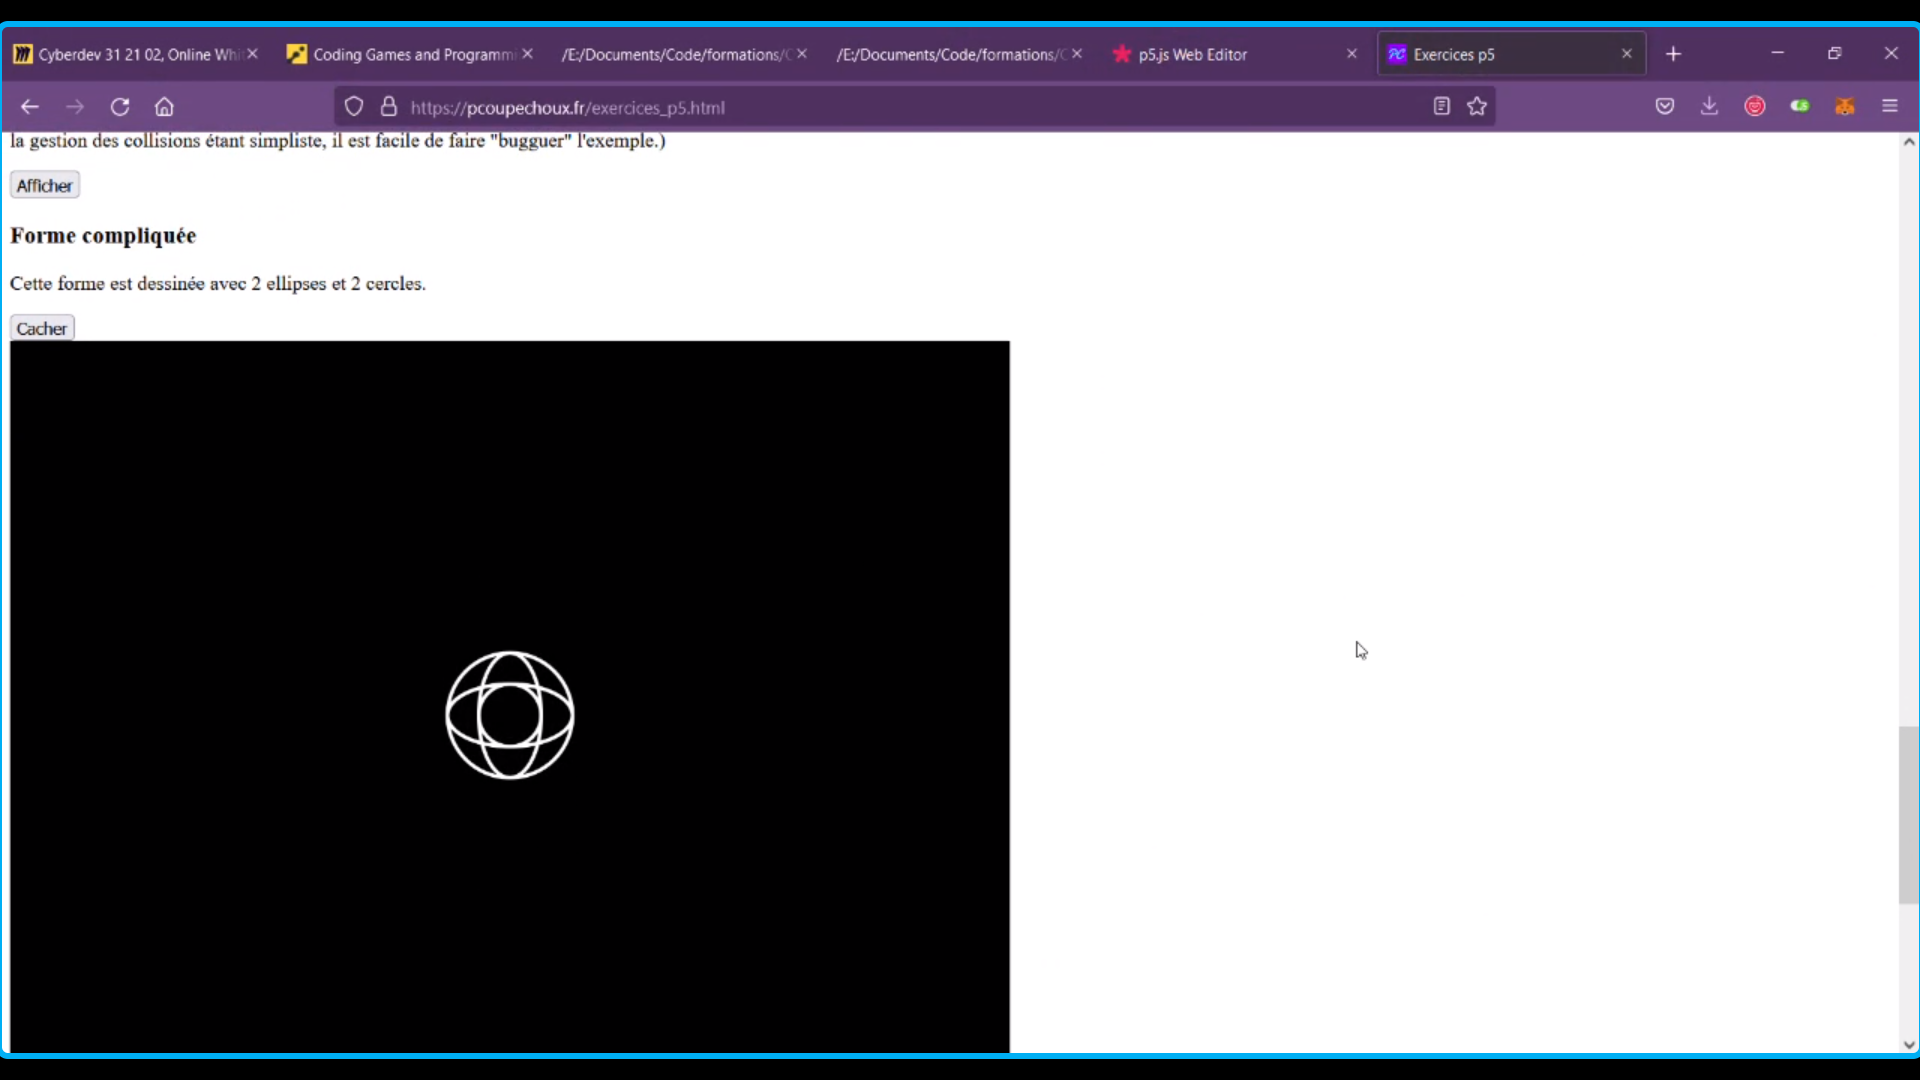 Cyberdev 31 21 02, Online Whi
Coding Games and Programmi
/E:/Documents/Code/formations/C
/E:/Documents/Code/formations/C
p5.js Web Editor
Exercices p5
https://pcoupechoux.fr/exercices_p5.html
la gestion des collisions étant simpliste, il est facile de faire "bugguer" l'exemple.)
Afficher
Forme compliquée
Cette forme est dessinée avec 2 ellipses et 2 cercles.
Cacher